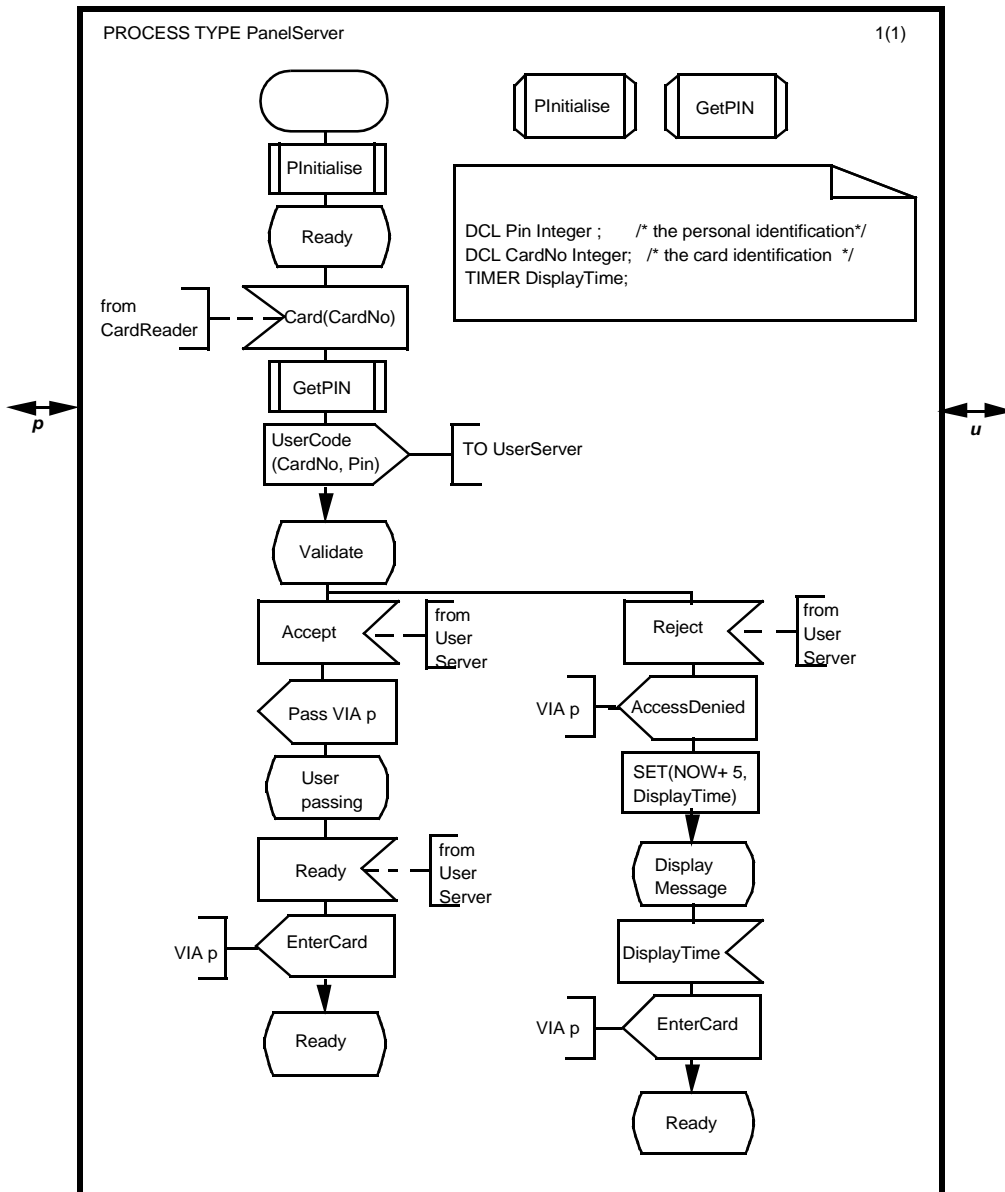 PROCESS TYPE PanelServer
1(1)
PInitialise
GetPIN
PInitialise
DCL Pin Integer ; /* the personal identification*/
DCL CardNo Integer; /* the card identification */
TIMER DisplayTime;
Ready
from
CardReader
Card(CardNo)
GetPIN
p
u
UserCode
(CardNo, Pin)
TO UserServer
Validate
Accept
from
User
Server
Reject
from
User
Server
Pass VIA p
VIA p
AccessDenied
User
passing
SET(NOW+ 5,
DisplayTime)
Ready
from
User
Server
Display
Message
VIA p
EnterCard
DisplayTime
Ready
VIA p
EnterCard
Ready